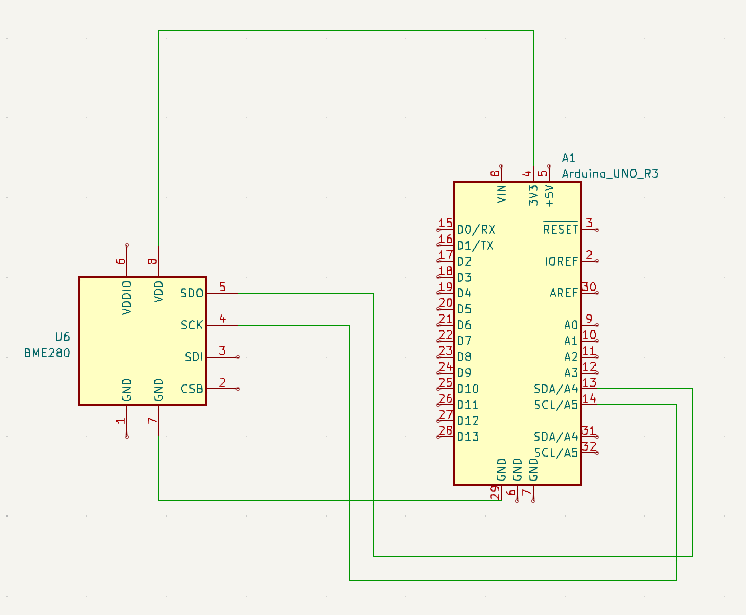 A1
Arduino_UNO_R3
8
4
5
VIN
3V3
+5V
15
D0/RX
RESET
3
16
D1/TX
17
D2
IOREF
2
18
D3
19
D4
AREF
30
20
D5
21
D6
A0
9
22
D7
A1
10
23
D8
A2
11
24
D9
A3
12
25
D10
SDA/A4
13
26
D11
SCL/A5
14
27
D12
28
D13
SDA/A4
31
SCL/A5
32
GND
GND
GND
29
6
7
6
8
VDDIO
VDD
SDO
5
SCK
4
U6
BME280
SDI
3
CSB
2
GND
GND
1
7